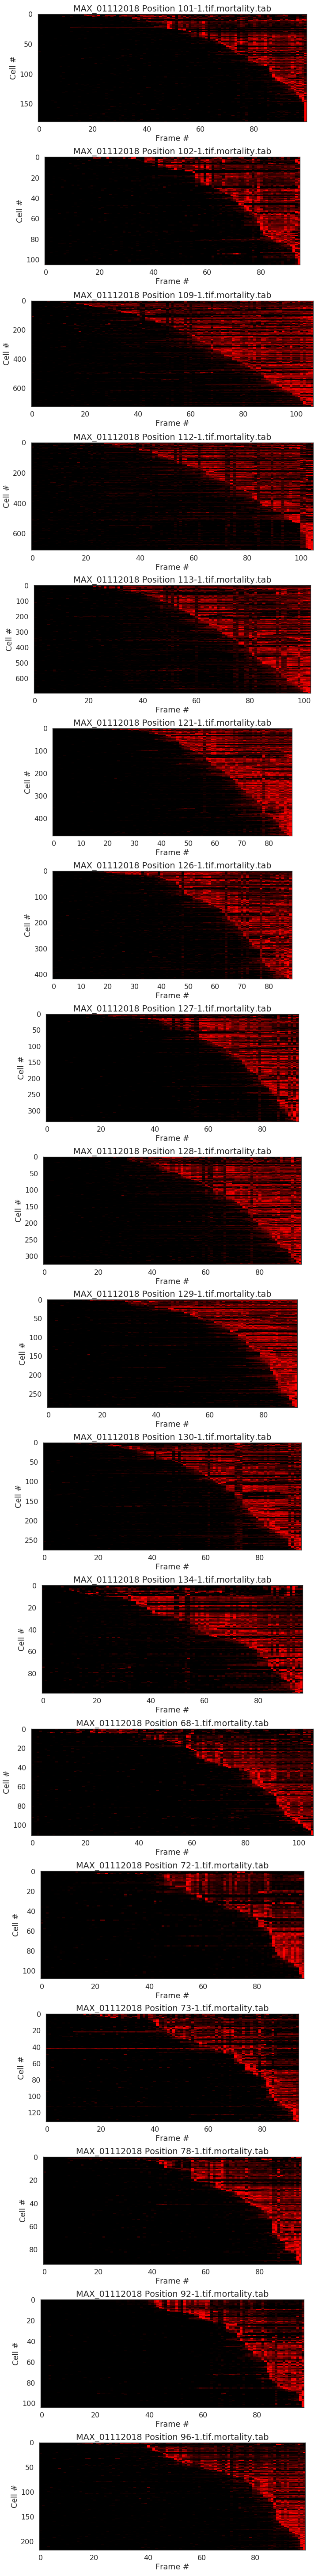 MAX_01112018 Position 101-1.tif.mortality.tab
0
50
100
150
Cell #
0 20 40 60 80
Frame #
MAX_01112018 Position 102-1.tif.mortality.tab
0
20
40
60
80
100
Cell #
0 20 40 60 80
Frame #
MAX_01112018 Position 109-1.tif.mortality.tab
0
200
400
600
Cell #
0 20 40 60 80 100
Frame #
MAX_01112018 Position 112-1.tif.mortality.tab
0
200
400
600
Cell #
0 20 40 60 80 100
Frame #
MAX_01112018 Position 113-1.tif.mortality.tab
0
100
200
300
400
500
600
Cell #
0 20 40 60 80 100
Frame #
MAX_01112018 Position 121-1.tif.mortality.tab
0
100
200
300
400
Cell #
0 10 20 30 40 50 60 70 80
Frame #
MAX_01112018 Position 126-1.tif.mortality.tab
0
100
200
300
400
Cell #
0 10 20 30 40 50 60 70 80
Frame #
MAX_01112018 Position 127-1.tif.mortality.tab
0
50
100
150
200
250
300
Cell #
0 20 40 60 80
Frame #
MAX_01112018 Position 128-1.tif.mortality.tab
0
50
100
150
200
250
300
Cell #
0 20 40 60 80
Frame #
MAX_01112018 Position 129-1.tif.mortality.tab
0
50
100
150
200
250
Cell #
0 20 40 60 80
Frame #
MAX_01112018 Position 130-1.tif.mortality.tab
0
50
100
150
200
250
Cell #
0 20 40 60 80
Frame #
MAX_01112018 Position 134-1.tif.mortality.tab
0
20
40
60
80
Cell #
0 20 40 60 80
Frame #
MAX_01112018 Position 68-1.tif.mortality.tab
0
20
40
60
80
100
Cell #
0 20 40 60 80 100
Frame #
MAX_01112018 Position 72-1.tif.mortality.tab
0
20
40
60
80
100
Cell #
0 20 40 60 80
Frame #
MAX_01112018 Position 73-1.tif.mortality.tab
0
20
40
60
80
100
120
Cell #
0 20 40 60 80
Frame #
MAX_01112018 Position 78-1.tif.mortality.tab
0
20
40
60
80
Cell #
0 20 40 60 80
Frame #
MAX_01112018 Position 92-1.tif.mortality.tab
0
20
40
60
80
100
Cell #
0 20 40 60 80
Frame #
MAX_01112018 Position 96-1.tif.mortality.tab
0
50
100
150
200
Cell #
0 20 40 60 80
Frame #